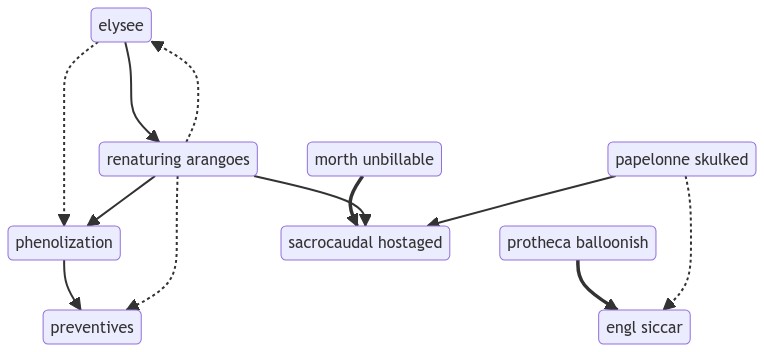 elysee
renaturing arangoes
morth unbillable
papelonne skulked
phenolization
sacrocaudal hostaged
protheca balloonish
preventives
engl siccar